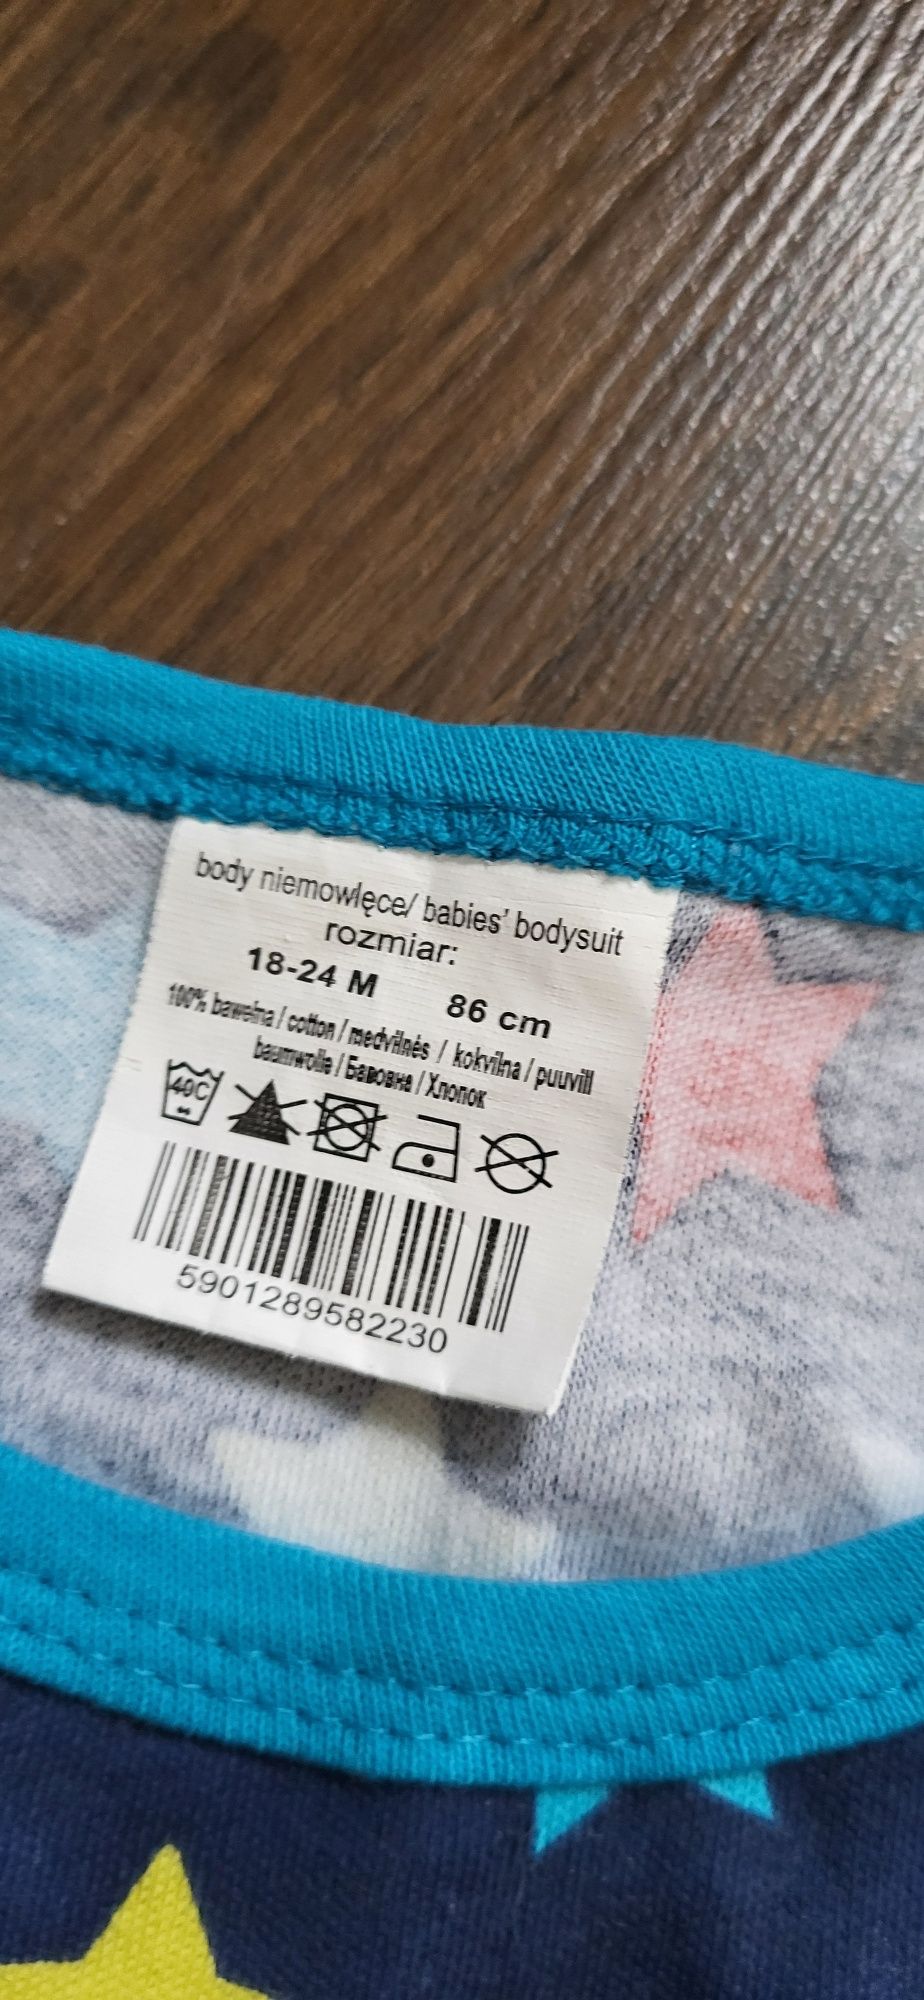 body niemowlęce/ babies' bodysuit
rozmiar:
18-24 M 86 cm
100% bawełna / cotton / medvilnės / kokvilna / puuvill
baumwolle / Бавовна / Хлопок
40C
5901289582230